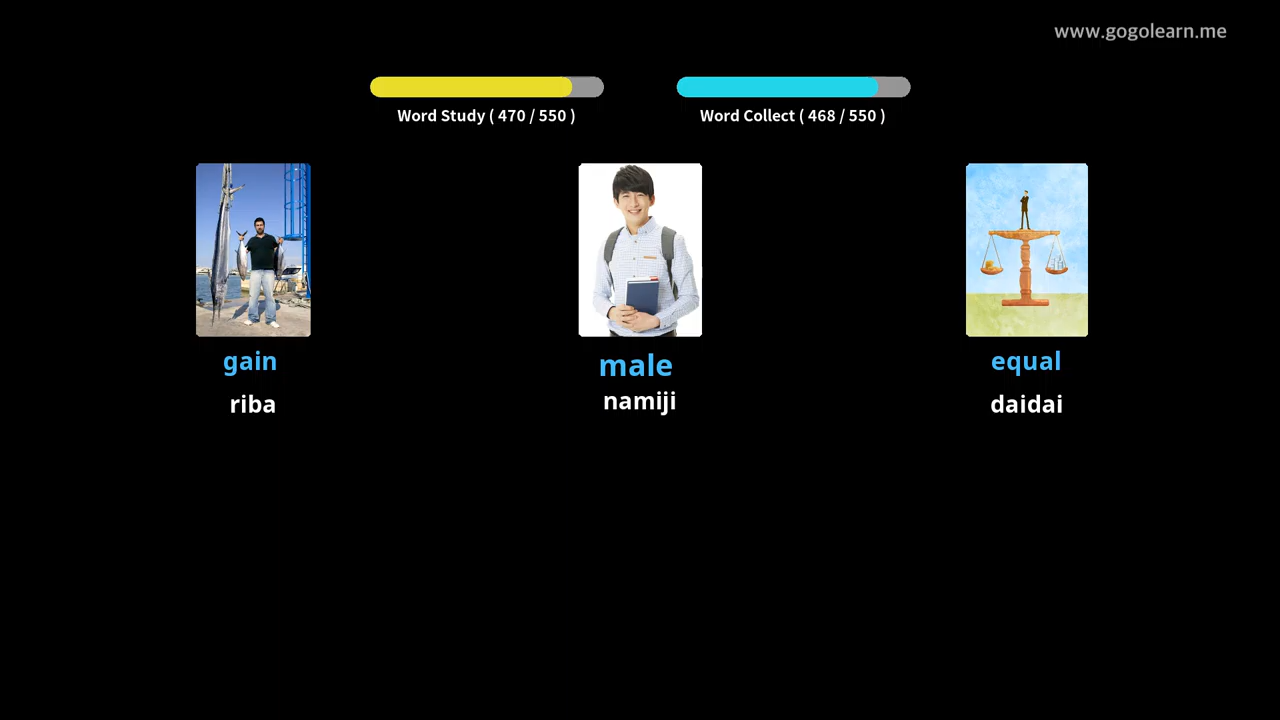 www.gogolearn.me
Word Study ( 470 / 550 )
Word Collect ( 468 / 550 )
gain
male
equal
riba
namiji
daidai